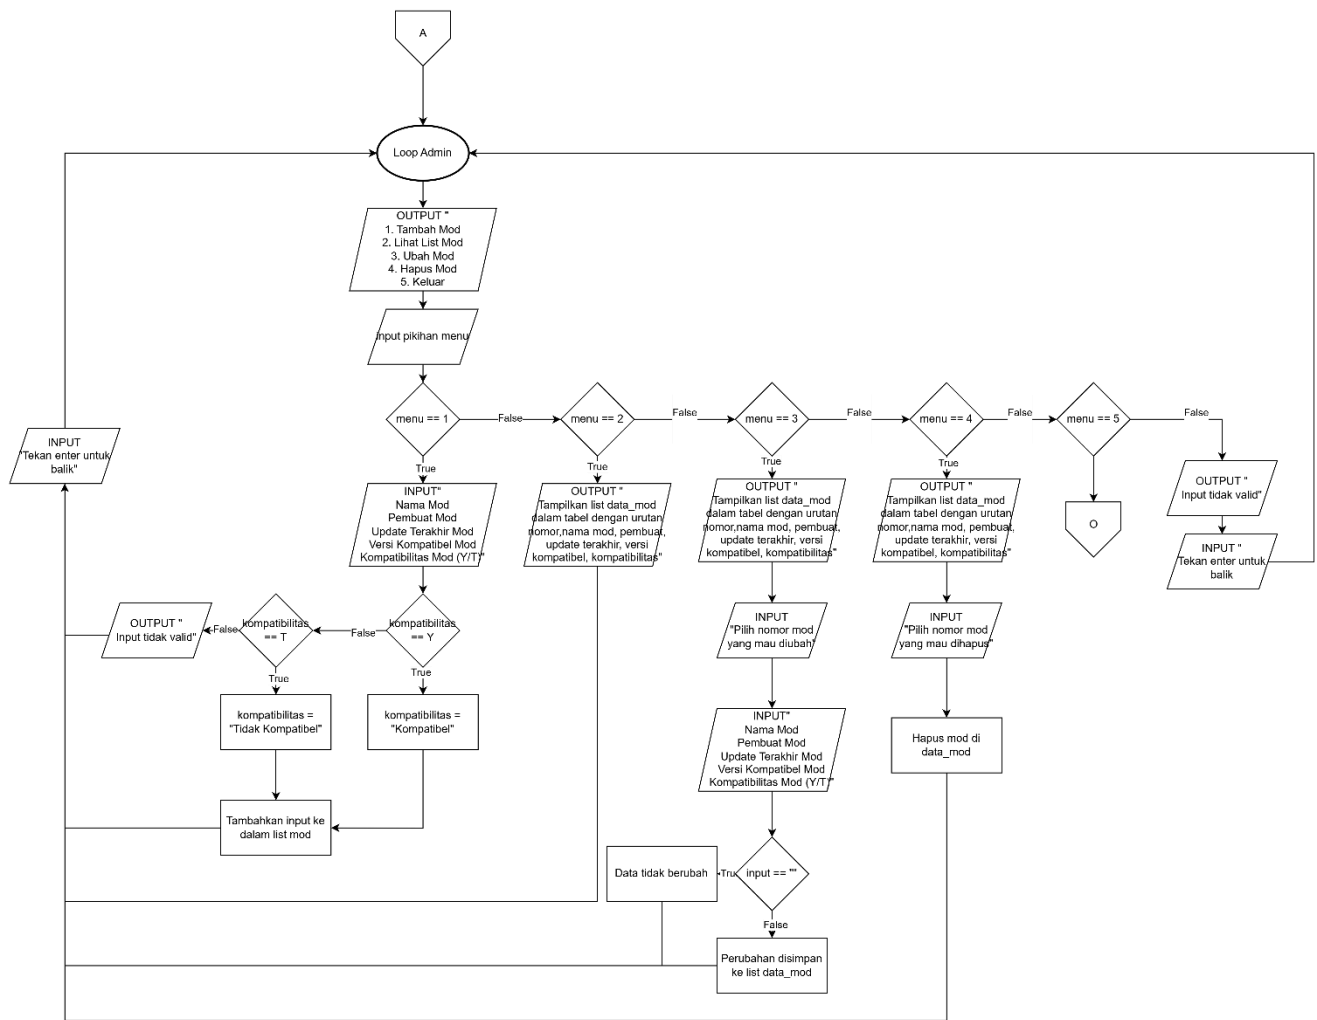 A
Loop Admin
OUTPUT "
1. Tambah Mod
2. Lihat List Mod
3. Ubah Mod
4. Hapus Mod
5. Keluar
Input pikihan menu
menu == 1
False
menu == 2
False
menu == 3
False
menu == 4
False
menu == 5
False
True
True
True
True
INPUT
"Tekan enter untuk
balik"
INPUT"
Nama Mod
Pembuat Mod
Update Terakhir Mod
Versi Kompatibel Mod
Kompatibilitas Mod (Y/T)"
OUTPUT "
Tampilkan list data_mod
dalam tabel dengan urutan
nomor,nama mod, pembuat,
update terakhir, versi
kompatibel, kompatibilitas"
OUTPUT "
Tampilkan list data_mod
dalam tabel dengan urutan
nomor,nama mod, pembuat,
update terakhir, versi
kompatibel, kompatibilitas"
OUTPUT "
Tampilkan list data_mod
dalam tabel dengan urutan
nomor,nama mod, pembuat,
update terakhir, versi
kompatibel, kompatibilitas"
O
OUTPUT "
Input tidak valid"
INPUT "
Tekan enter untuk
balik
OUTPUT "
Input tidak valid"
False
kompatibilitas
== T
False
kompatibilitas
== Y
True
True
kompatibilitas =
"Tidak Kompatibel"
kompatibilitas =
"Kompatibel"
Tambahkan input ke
dalam list mod
INPUT
"Pilih nomor mod
yang mau diubah"
INPUT
"Pilih nomor mod
yang mau dihapus"
INPUT"
Nama Mod
Pembuat Mod
Update Terakhir Mod
Versi Kompatibel Mod
Kompatibilitas Mod (Y/T)"
Hapus mod di
data_mod
Data tidak berubah
Tru
input == ""
False
Perubahan disimpan
ke list data_mod